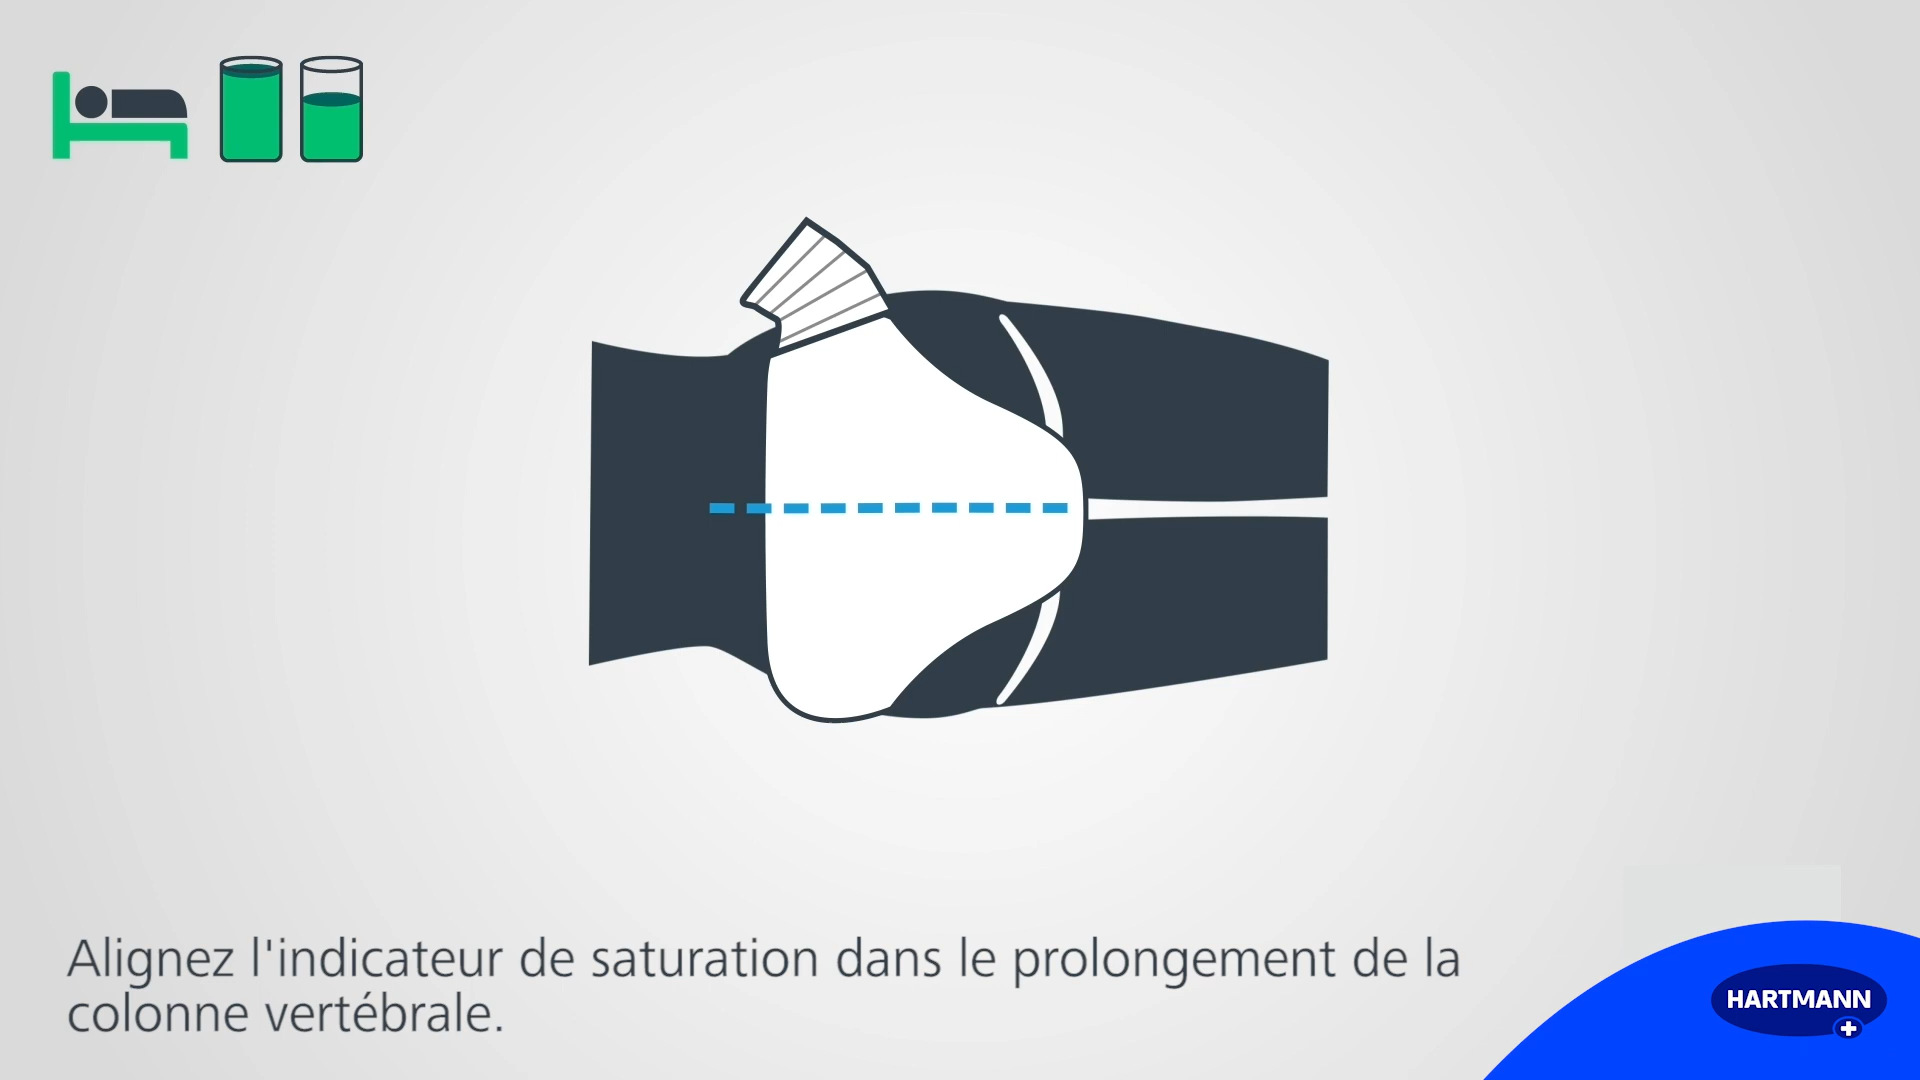 Alignez l'indicateur de saturation dans le prolongement de la
colonne vertébrale.
HARTMANN